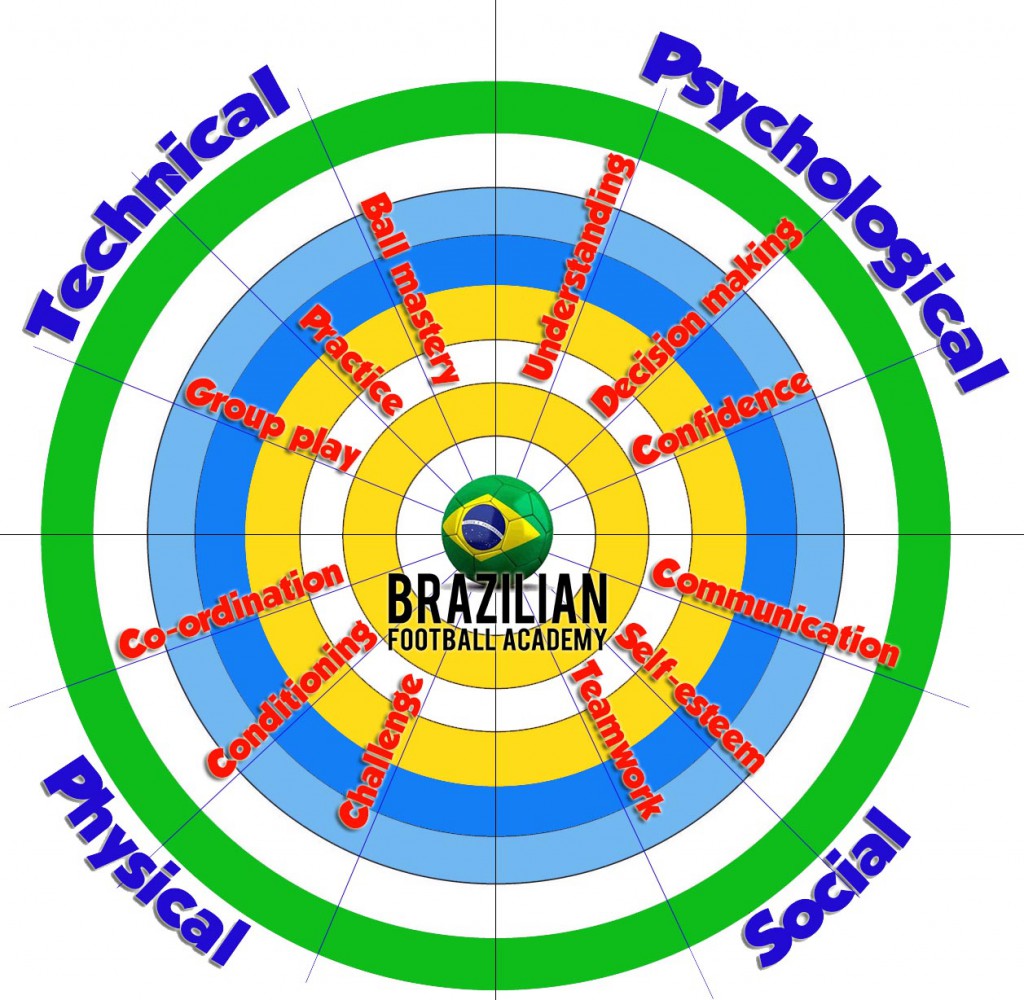 Technical
Psychological
Ball mastery
Practice
Group play
Understanding
Decision making
Confidence
BRAZILIAN
FOOTBALL ACADEMY
Co-ordination
Conditioning
Challenge
Communication
Self-esteem
Teamwork
Physical
Social